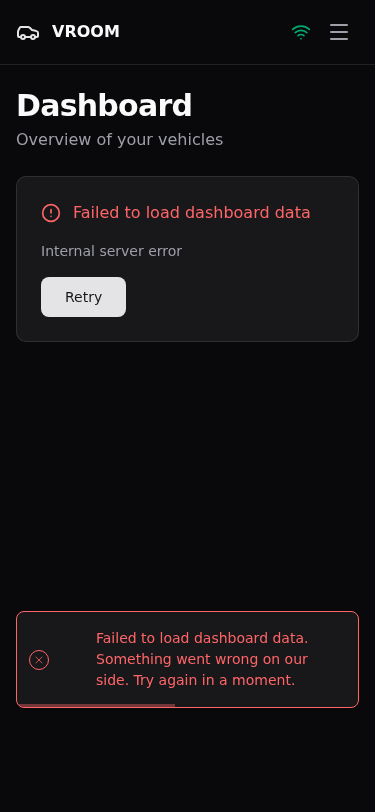 VROOM
Dashboard
Overview of your vehicles
Failed to load dashboard data
Internal server error
Retry
Failed to load dashboard data.
Something went wrong on our
side. Try again in a moment.